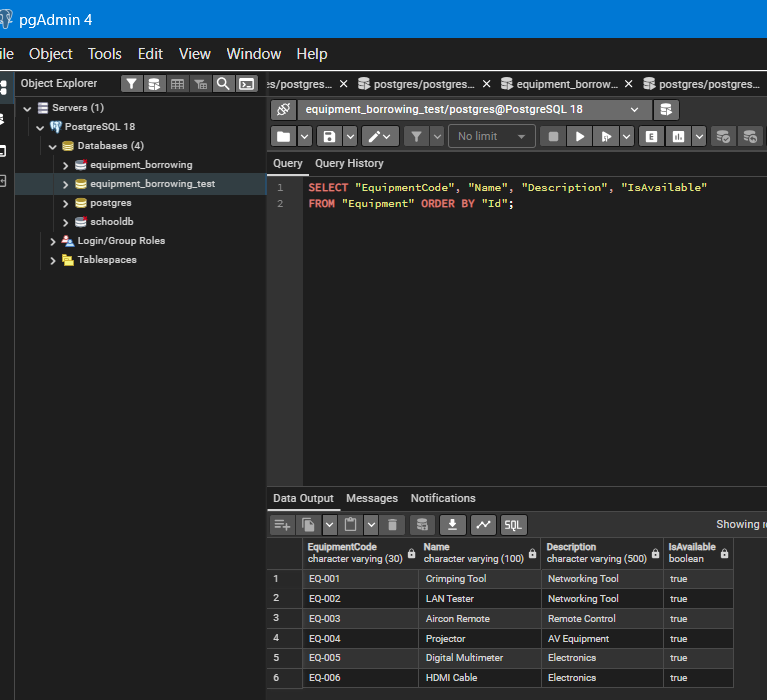 pgAdmin 4
ile Object Tools Edit View Window Help
Object Explorer
es/postgres... postgres/postgres... equipment_borrow... postgres/postgres...
Servers (1)
PostgreSQL 18
Databases (4)
equipment_borrowing
equipment_borrowing_test
postgres
schooldb
Login/Group Roles
Tablespaces
equipment_borrowing_test/postgres@PostgreSQL 18
No limit
E
Query Query History
1 SELECT "EquipmentCode", "Name", "Description", "IsAvailable"
2 FROM "Equipment" ORDER BY "Id";
Data Output Messages Notifications
SQL Showing
EquipmentCode Name Description IsAvailable
character varying (30) character varying (100) character varying (500) boolean
1 EQ-001 Crimping Tool Networking Tool true
2 EQ-002 LAN Tester Networking Tool true
3 EQ-003 Aircon Remote Remote Control true
4 EQ-004 Projector AV Equipment true
5 EQ-005 Digital Multimeter Electronics true
6 EQ-006 HDMI Cable Electronics true